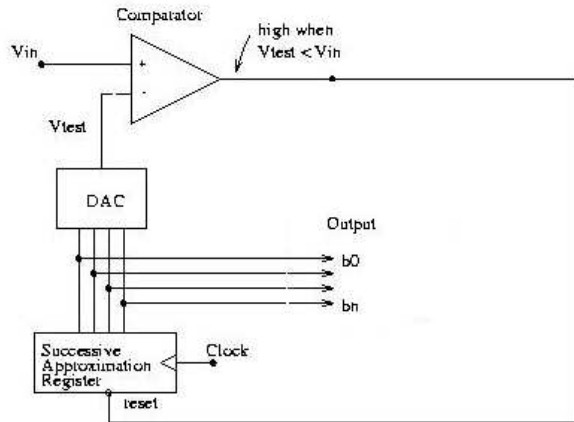 Comparator
high when
Vtest < Vin
Vin
+
-
Vtest
DAC
Output
b0
bn
Successive
Approximation
Register
Clock
reset